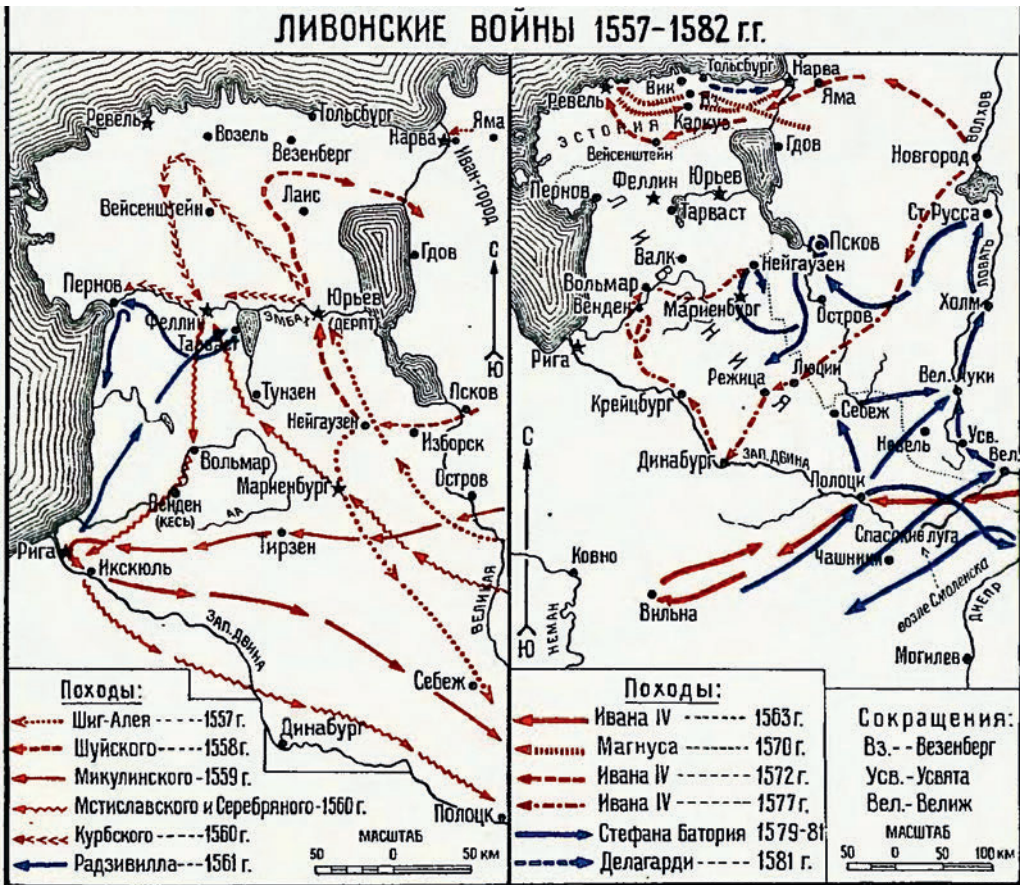 ЛИВОНСКИЕ ВОЙНЫ 1557-1582 г.г.
Ревель
Тольсбург
Возель
Везенберг
Нарва
Яма
Иван-город
Вейсенштейн
Лаис
Гдов
С
Ю
Пернов
Феллин
ЭМБАХ
Юрьев
(ДЕРПТ)
Тарваст
Тунзен
Псков
Нейгаузен
Изборск
Вольмар
Мариенбург
Остров
Венден
(КЕСЬ)
АА
Рига
Тирзен
Икскюль
ВЕЛИКАЯ
ЗАП. ДВИНА
Себеж
Динабург
Полоцк
Походы:
Шиг-Алея ---- 1557г.
Шуйского ---- 1558г.
Микулинского - 1559 г.
Мстиславского и Серебряного - 1560 г.
Курбского ---- 1560г.
Радзивилла --- 1561 г.
МАСШТАБ
50 0 50 км
Тольсбург
Нарва
Вик
Ревель
Вз.
Яма
Каркус
ЭСТОНИЯ
Вейсенштейн
Гдов
ВОЛХОВ
Новгород
Пернов
Феллин
Юрьев
Тарваст
Ст. Русса
Псков
Валк
Нейгаузен
ЛОВАТЬ
Вольмар
Венден
Мариенбург
Остров
Холм
ЛИВОНИЯ
Рига
Режица
Люцин
Вел. Луки
Крейцбург
Себеж
Невель
Усв.
С
Ю
Динабург
ЗАП. ДВИНА
Вел.
Полоцк
Спасские луга
Чашники
возле Смоленска
Ковно
НЕМАН
Вильна
ДНЕПР
Могилев
Походы:
Ивана IV ------ 1563 г.
Магнуса ------ 1570 г.
Ивана IV ------ 1572 г.
Ивана IV ------ 1577 г.
Стефана Батория 1579-81
Делагарди ---- 1581 г.
Сокращения:
Вз. -- Везенберг
Усв. - Усвята
Вел. - Велиж
МАСШТАБ
50 0 50 100 км